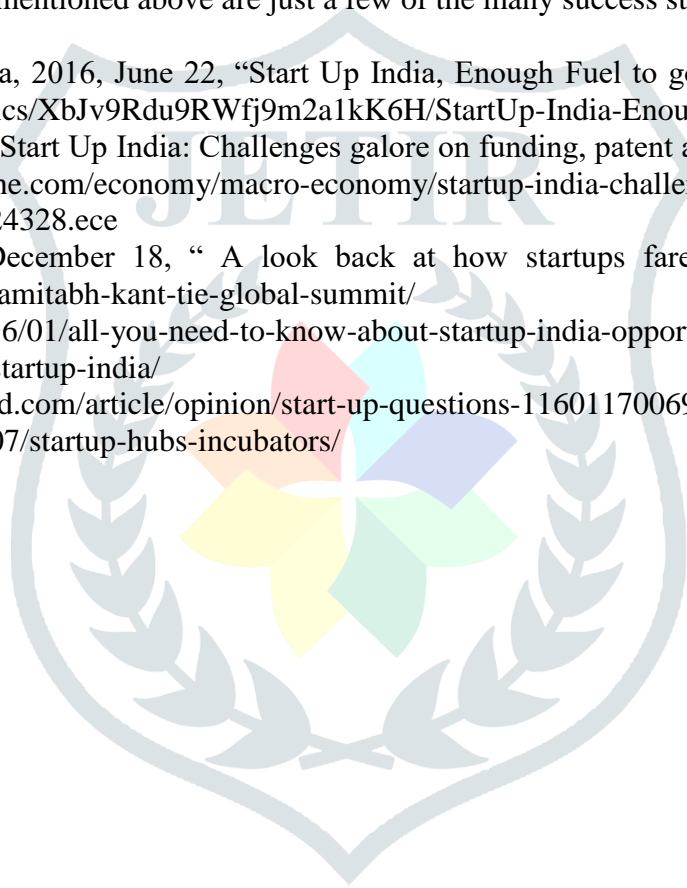 mentioned above are just a few of the many success st
a, 2016, June 22, “Start Up India, Enough Fuel to g
cs/XbJv9Rdu9RWfj9m2a1kK6H/StartUp-India-Enou
Start Up India: Challenges galore on funding, patent a
ne.com/economy/macro-economy/startup-india-challe
24328.ece
December 18, “ A look back at how startups fare
amitabh-kant-tie-global-summit/
6/01/all-you-need-to-know-about-startup-india-oppor
startup-india/
d.com/article/opinion/start-up-questions-11601170069
07/startup-hubs-incubators/
JETIR